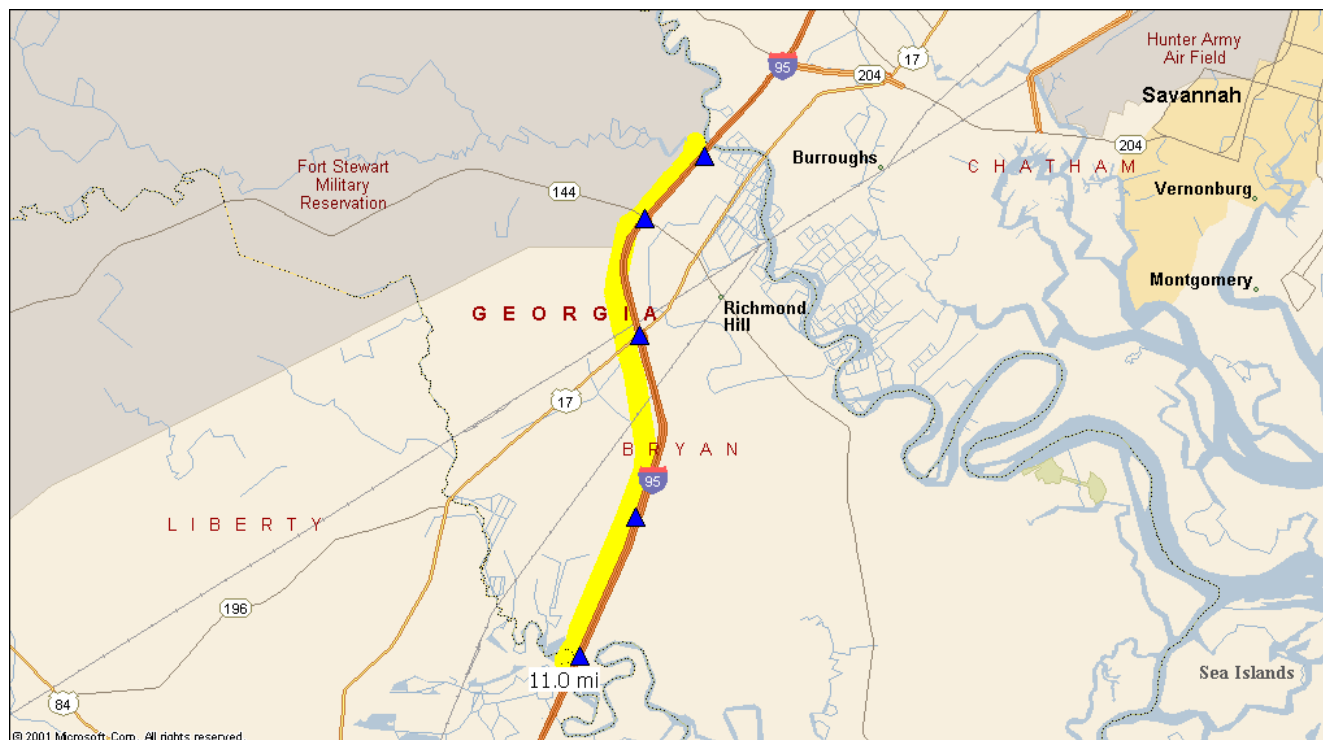 Hunter Army
Air Field
17
95
204
Savannah
204
Burroughs
C H A T H A M
Fort Stewart
Military
Reservation
144
Vernonburg
Montgomery
Richmond
Hill
G E O R G I A
17
B R Y A N
95
L I B E R T Y
196
11.0 mi
Sea Islands
84
© 2001 Microsoft Corp. All rights reserved.